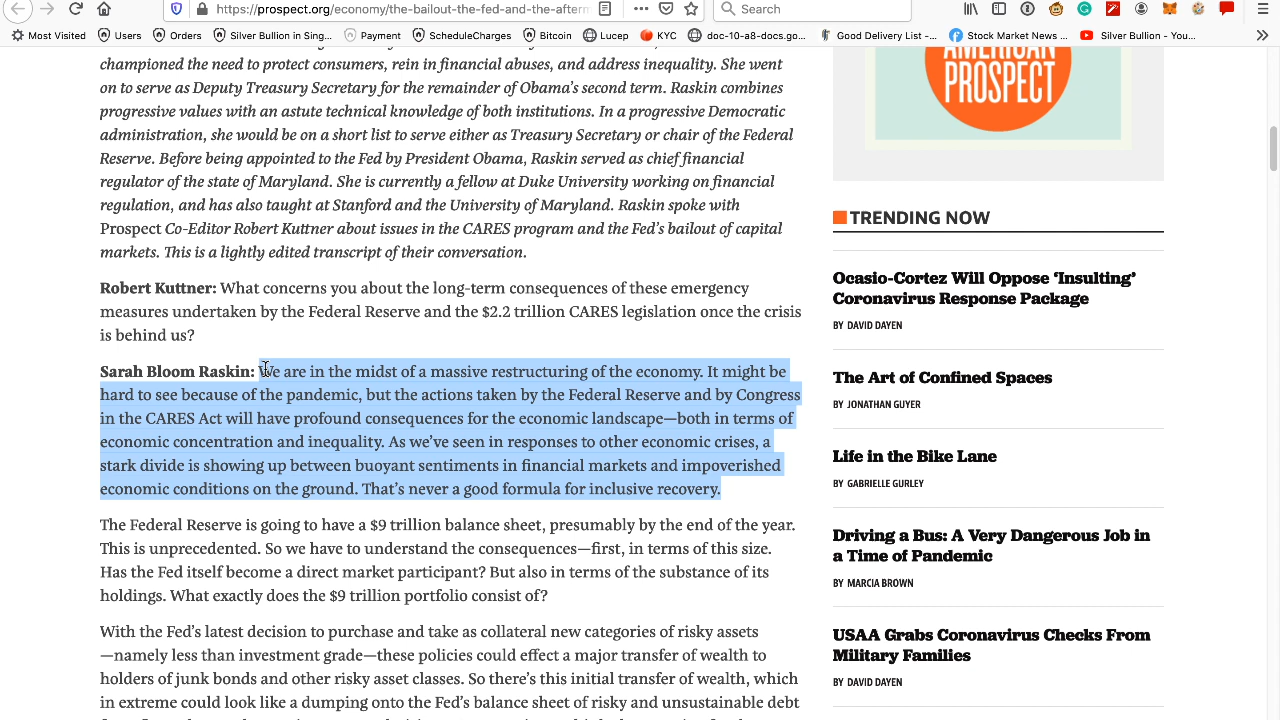 https://prospect.org/economy/the-bailout-the-fed-and-the-aftern
Search
Most Visited
Users
Orders
Silver Bullion in Sing...
Payment
ScheduleCharges
Bitcoin
Lucep
KYC
doc-10-a8-docs.go...
Good Delivery List -...
Stock Market News ...
Silver Bullion - You...
championed the need to protect consumers, rein in financial abuses, and address inequality. She went
on to serve as Deputy Treasury Secretary for the remainder of Obama's second term. Raskin combines
progressive values with an astute technical knowledge of both institutions. In a progressive Democratic
administration, she would be on a short list to serve either as Treasury Secretary or chair of the Federal
Reserve. Before being appointed to the Fed by President Obama, Raskin served as chief financial
regulator of the state of Maryland. She is currently a fellow at Duke University working on financial
regulation, and has also taught at Stanford and the University of Maryland. Raskin spoke with
Prospect Co-Editor Robert Kuttner about issues in the CARES program and the Fed's bailout of capital
markets. This is a lightly edited transcript of their conversation.
Robert Kuttner: What concerns you about the long-term consequences of these emergency
measures undertaken by the Federal Reserve and the $2.2 trillion CARES legislation once the crisis
is behind us?
Sarah Bloom Raskin: We are in the midst of a massive restructuring of the economy. It might be
hard to see because of the pandemic, but the actions taken by the Federal Reserve and by Congress
in the CARES Act will have profound consequences for the economic landscape—both in terms of
economic concentration and inequality. As we've seen in responses to other economic crises, a
stark divide is showing up between buoyant sentiments in financial markets and impoverished
economic conditions on the ground. That's never a good formula for inclusive recovery.
The Federal Reserve is going to have a $9 trillion balance sheet, presumably by the end of the year.
This is unprecedented. So we have to understand the consequences—first, in terms of this size.
Has the Fed itself become a direct market participant? But also in terms of the substance of its
holdings. What exactly does the $9 trillion portfolio consist of?
With the Fed's latest decision to purchase and take as collateral new categories of risky assets
—namely less than investment grade—these policies could effect a major transfer of wealth to
holders of junk bonds and other risky asset classes. So there's this initial transfer of wealth, which
in extreme could look like a dumping onto the Fed's balance sheet of risky and unsustainable debt
AMERICAN
PROSPECT
TRENDING NOW
Ocasio-Cortez Will Oppose ‘Insulting’
Coronavirus Response Package
BY DAVID DAYEN
The Art of Confined Spaces
BY JONATHAN GUYER
Life in the Bike Lane
BY GABRIELLE GURLEY
Driving a Bus: A Very Dangerous Job in
a Time of Pandemic
BY MARCIA BROWN
USAA Grabs Coronavirus Checks From
Military Families
BY DAVID DAYEN